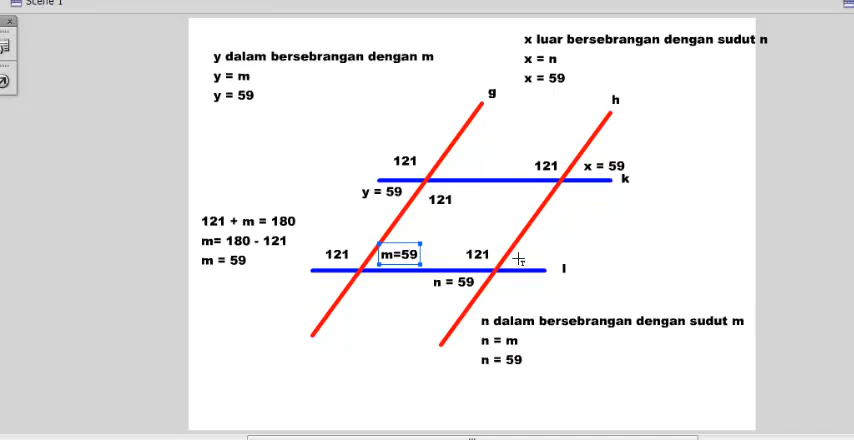 Scene 1
y dalam bersebrangan dengan m
y = m
y = 59
x luar bersebrangan dengan sudut n
x = n
x = 59
g
h
121
121
x = 59
k
y = 59
121
121 + m = 180
m= 180 - 121
m = 59
121
m=59
121
l
n = 59
n dalam bersebrangan dengan sudut m
n = m
n = 59